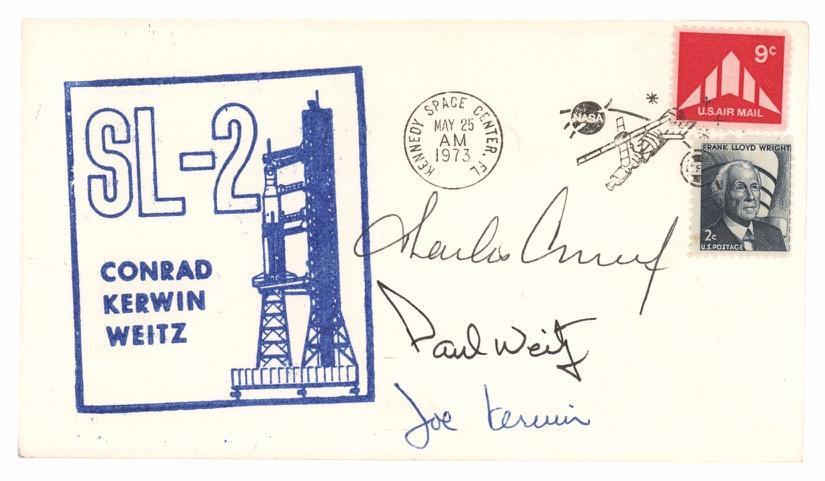 SL-2
CONRAD
KERWIN
WEITZ
KENNEDY SPACE CENTER, FL
MAY 25
AM
1973
NASA
9¢
U.S. AIR MAIL
FRANK LLOYD WRIGHT
2¢
U.S. POSTAGE
Charles Conrad
Paul Weitz
Joe Kerwin